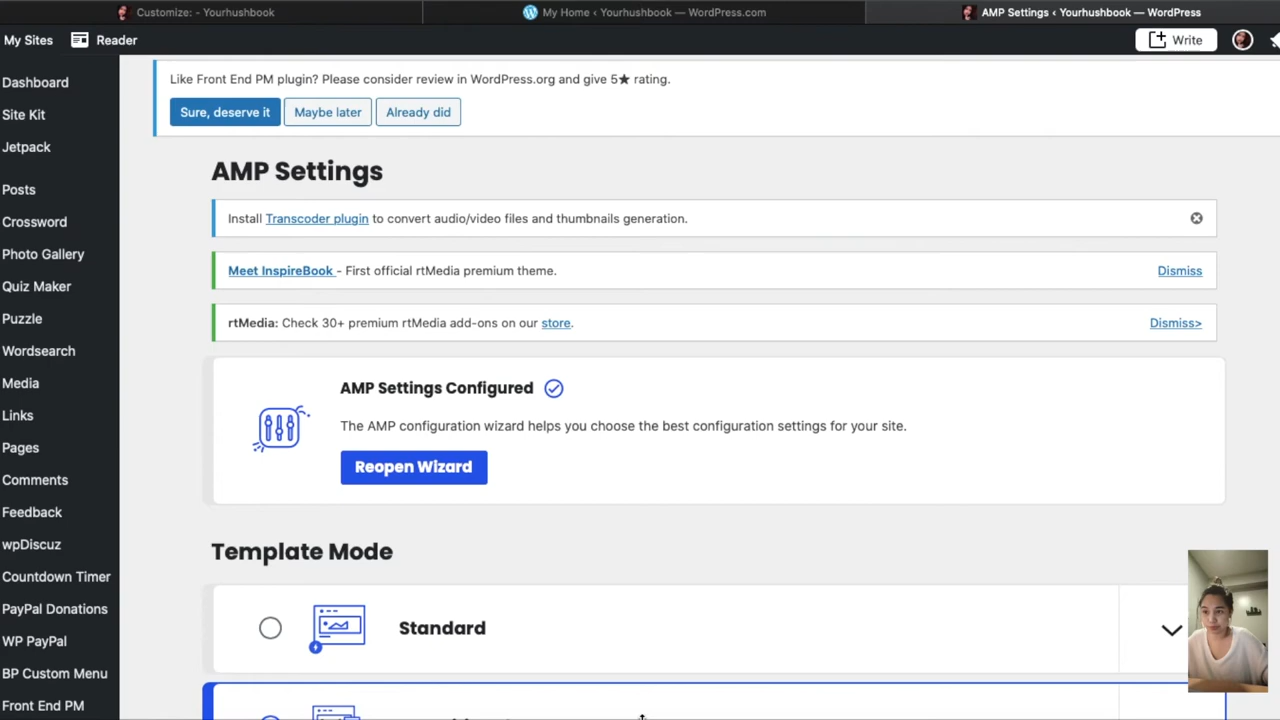 Customize: - Yourhushbook
My Home ‹ Yourhushbook — WordPress.com
AMP Settings ‹ Yourhushbook — WordPress
My Sites
Reader
Write
Dashboard
Site Kit
Jetpack
Posts
Crossword
Photo Gallery
Quiz Maker
Puzzle
Wordsearch
Media
Links
Pages
Comments
Feedback
wpDiscuz
Countdown Timer
PayPal Donations
WP PayPal
BP Custom Menu
Front End PM
Like Front End PM plugin? Please consider review in WordPress.org and give 5★ rating.
Sure, deserve it
Maybe later
Already did
AMP Settings
Install Transcoder plugin to convert audio/video files and thumbnails generation.
Meet InspireBook - First official rtMedia premium theme.
Dismiss
rtMedia: Check 30+ premium rtMedia add-ons on our store.
Dismiss>
AMP Settings Configured
The AMP configuration wizard helps you choose the best configuration settings for your site.
Reopen Wizard
Template Mode
Standard